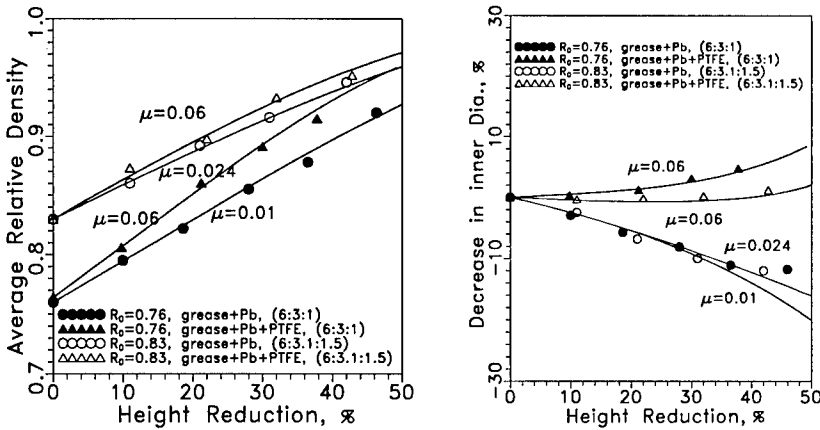 1.0
0.9
0.8
0.7
Average Relative Density
μ=0.06
μ=0.024
μ=0.06
μ=0.01
R₀=0.76, grease+Pb, (6:3:1)
R₀=0.76, grease+Pb+PTFE, (6:3:1)
R₀=0.83, grease+Pb, (6:3.1:1.5)
R₀=0.83, grease+Pb+PTFE, (6:3.1:1.5)
0 10 20 30 40 50
Height Reduction, %
30
10
-10
-30
Decrease in inner Dia., %
R₀=0.76, grease+Pb, (6:3:1)
R₀=0.76, grease+Pb+PTFE, (6:3:1)
R₀=0.83, grease+Pb, (6:3.1:1.5)
R₀=0.83, grease+Pb+PTFE, (6:3.1:1.5)
μ=0.06
μ=0.06
μ=0.024
μ=0.01
0 10 20 30 40 50
Height Reduction, %